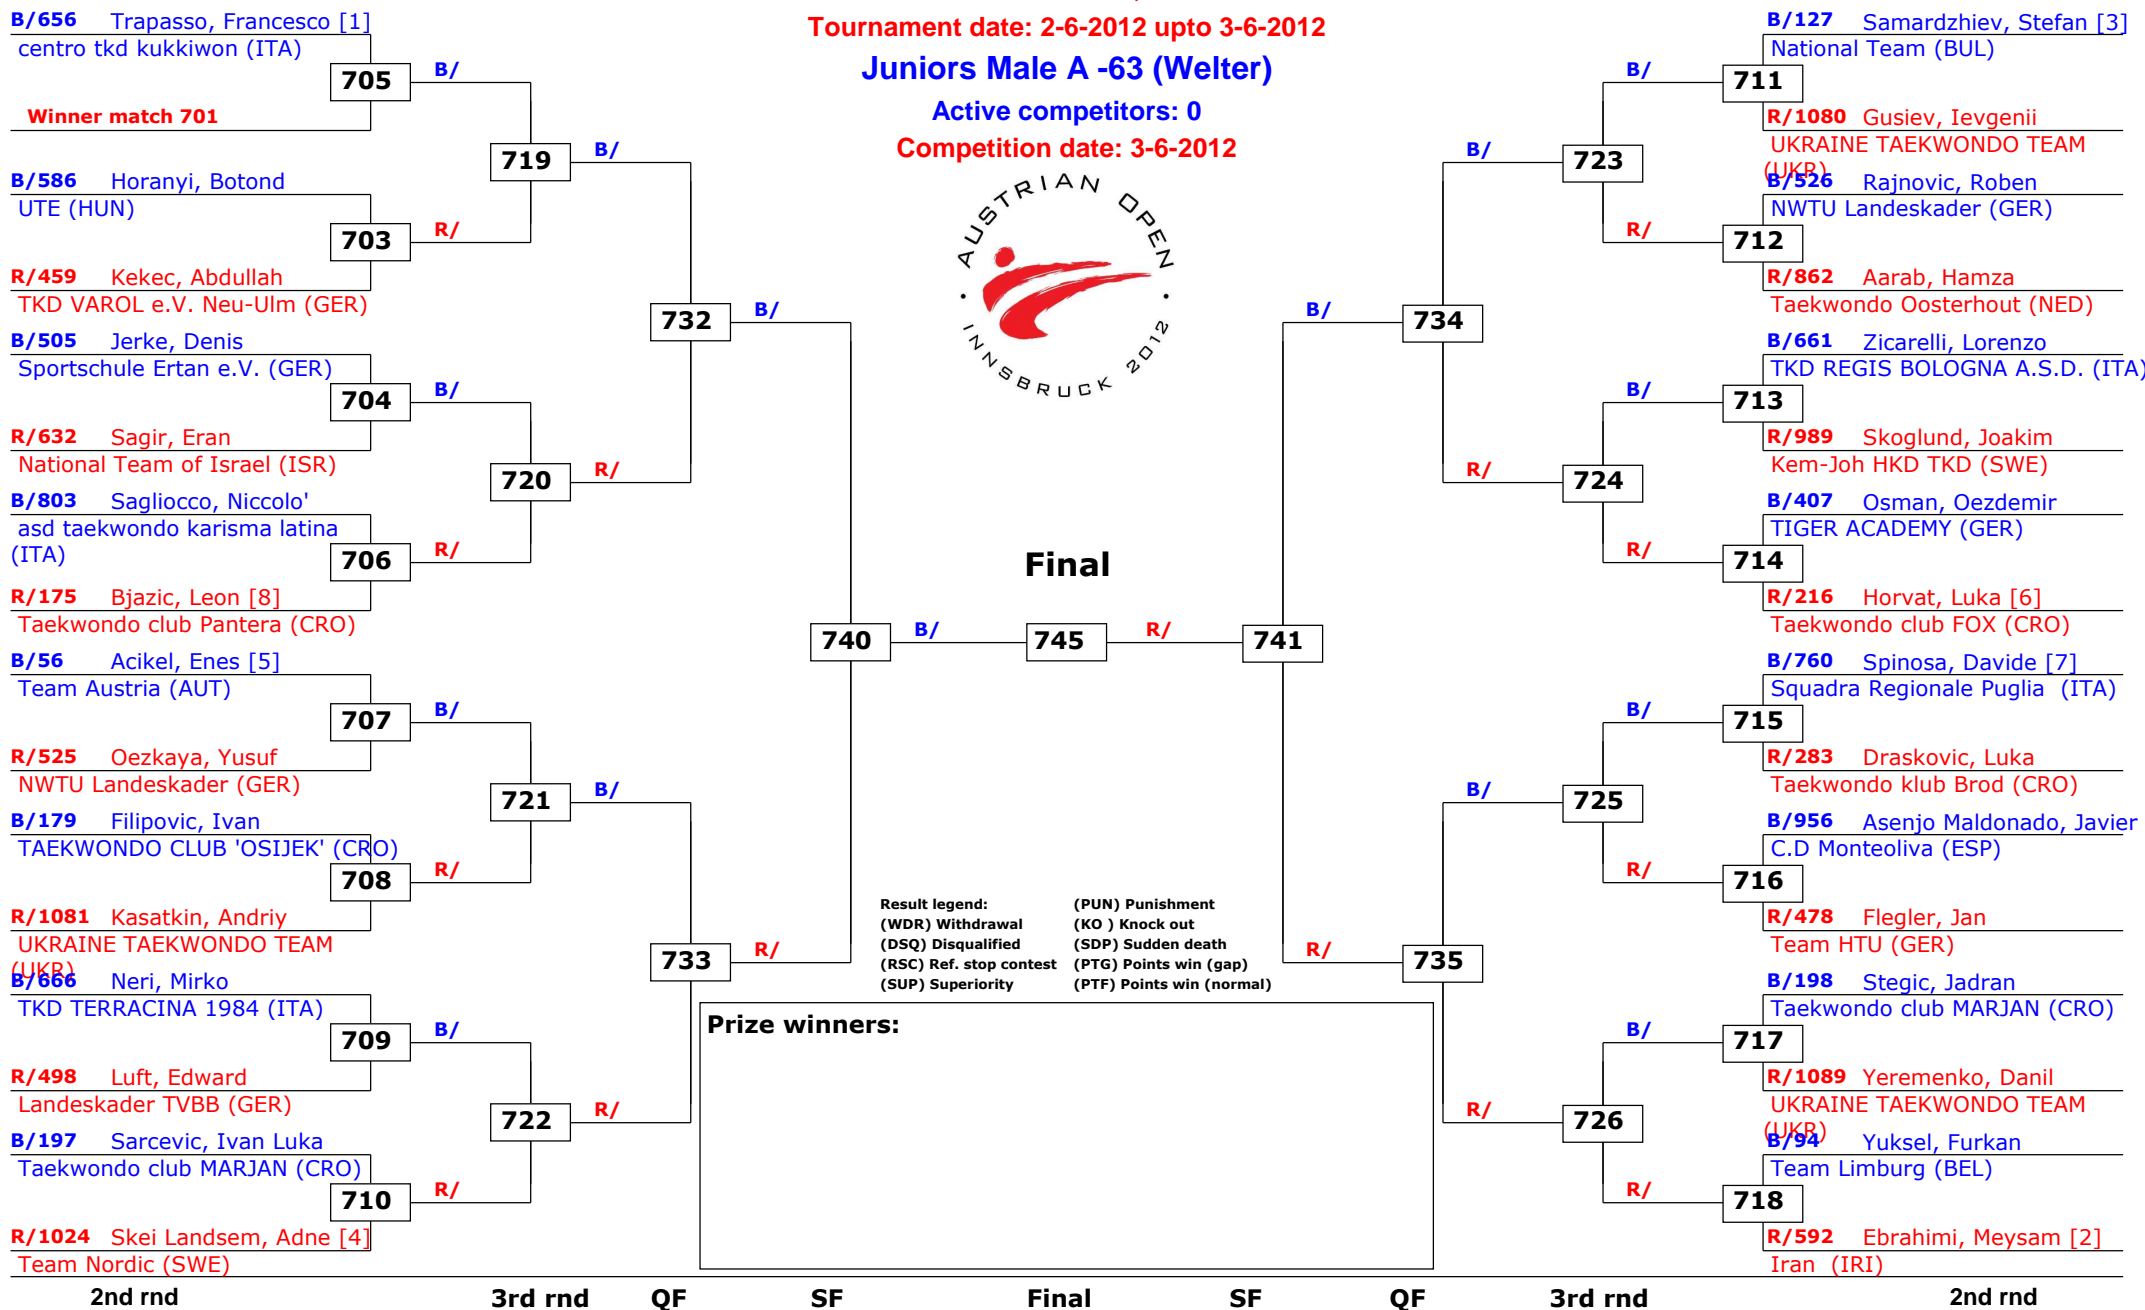 Tournament date: 2-6-2012 upto 3-6-2012
Juniors Male A -63 (Welter)
Active competitors: 0
Competition date: 3-6-2012
AUSTRIAN OPEN
· INNSBRUCK 2012 ·
B/656 Trapasso, Francesco [1]
centro tkd kukkiwon (ITA)
705
Winner match 701
B/586 Horanyi, Botond
UTE (HUN)
703
R/459 Kekec, Abdullah
TKD VAROL e.V. Neu-Ulm (GER)
B/505 Jerke, Denis
Sportschule Ertan e.V. (GER)
704
R/632 Sagir, Eran
National Team of Israel (ISR)
B/803 Sagliocco, Niccolo'
asd taekwondo karisma latina
(ITA)
706
R/175 Bjazic, Leon [8]
Taekwondo club Pantera (CRO)
B/56 Acikel, Enes [5]
Team Austria (AUT)
707
R/525 Oezkaya, Yusuf
NWTU Landeskader (GER)
B/179 Filipovic, Ivan
TAEKWONDO CLUB 'OSIJEK' (CRO)
708
R/1081 Kasatkin, Andriy
UKRAINE TAEKWONDO TEAM
(UKR)
B/666 Neri, Mirko
TKD TERRACINA 1984 (ITA)
709
R/498 Luft, Edward
Landeskader TVBB (GER)
B/197 Sarcevic, Ivan Luka
Taekwondo club MARJAN (CRO)
710
R/1024 Skei Landsem, Adne [4]
Team Nordic (SWE)
B/
719
R/
B/
720
R/
B/
721
R/
B/
722
R/
B/
732
R/
B/
733
R/
B/
740
R/
B/
Final
745
R/
B/
741
R/
B/
734
R/
B/
735
R/
B/
723
R/
B/
724
R/
B/
725
R/
B/
726
R/
B/127 Samardzhiev, Stefan [3]
National Team (BUL)
711
R/1080 Gusiev, Ievgenii
UKRAINE TAEKWONDO TEAM
(UKR)
B/526 Rajnovic, Roben
NWTU Landeskader (GER)
712
R/862 Aarab, Hamza
Taekwondo Oosterhout (NED)
B/661 Zicarelli, Lorenzo
TKD REGIS BOLOGNA A.S.D. (ITA)
713
R/989 Skoglund, Joakim
Kem-Joh HKD TKD (SWE)
B/407 Osman, Oezdemir
TIGER ACADEMY (GER)
714
R/216 Horvat, Luka [6]
Taekwondo club FOX (CRO)
B/760 Spinosa, Davide [7]
Squadra Regionale Puglia (ITA)
715
R/283 Draskovic, Luka
Taekwondo klub Brod (CRO)
B/956 Asenjo Maldonado, Javier
C.D Monteoliva (ESP)
716
R/478 Flegler, Jan
Team HTU (GER)
B/198 Stegic, Jadran
Taekwondo club MARJAN (CRO)
717
R/1089 Yeremenko, Danil
UKRAINE TAEKWONDO TEAM
(UKR)
B/94 Yuksel, Furkan
Team Limburg (BEL)
718
R/592 Ebrahimi, Meysam [2]
Iran (IRI)
Result legend: (PUN) Punishment
(WDR) Withdrawal (KO ) Knock out
(DSQ) Disqualified (SDP) Sudden death
(RSC) Ref. stop contest (PTG) Points win (gap)
(SUP) Superiority (PTF) Points win (normal)
Prize winners:
2nd rnd 3rd rnd QF SF Final SF QF 3rd rnd 2nd rnd